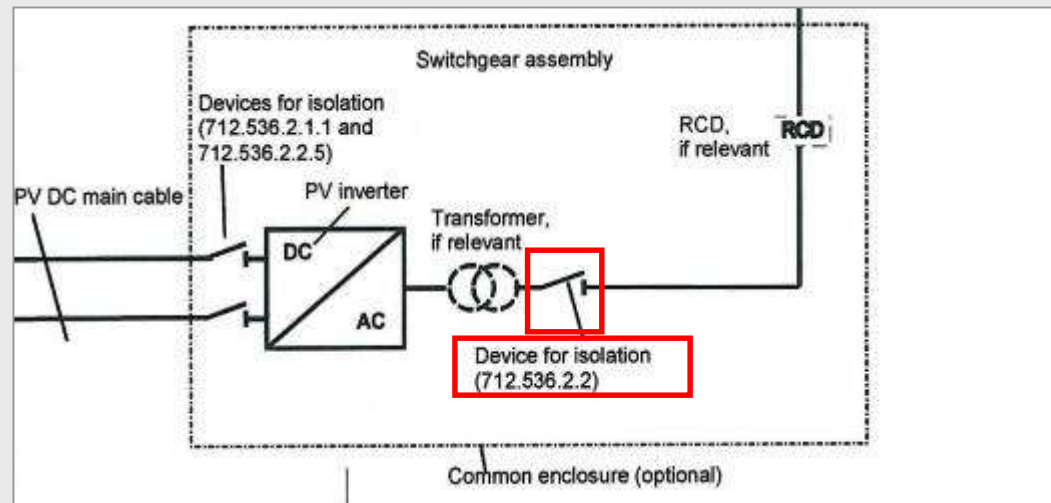 Switchgear assembly
Devices for isolation
(712.536.2.1.1 and
712.536.2.2.5)
RCD,
if relevant
RCD
PV DC main cable
PV inverter
Transformer,
if relevant
DC
AC
Device for isolation
(712.536.2.2)
Common enclosure (optional)